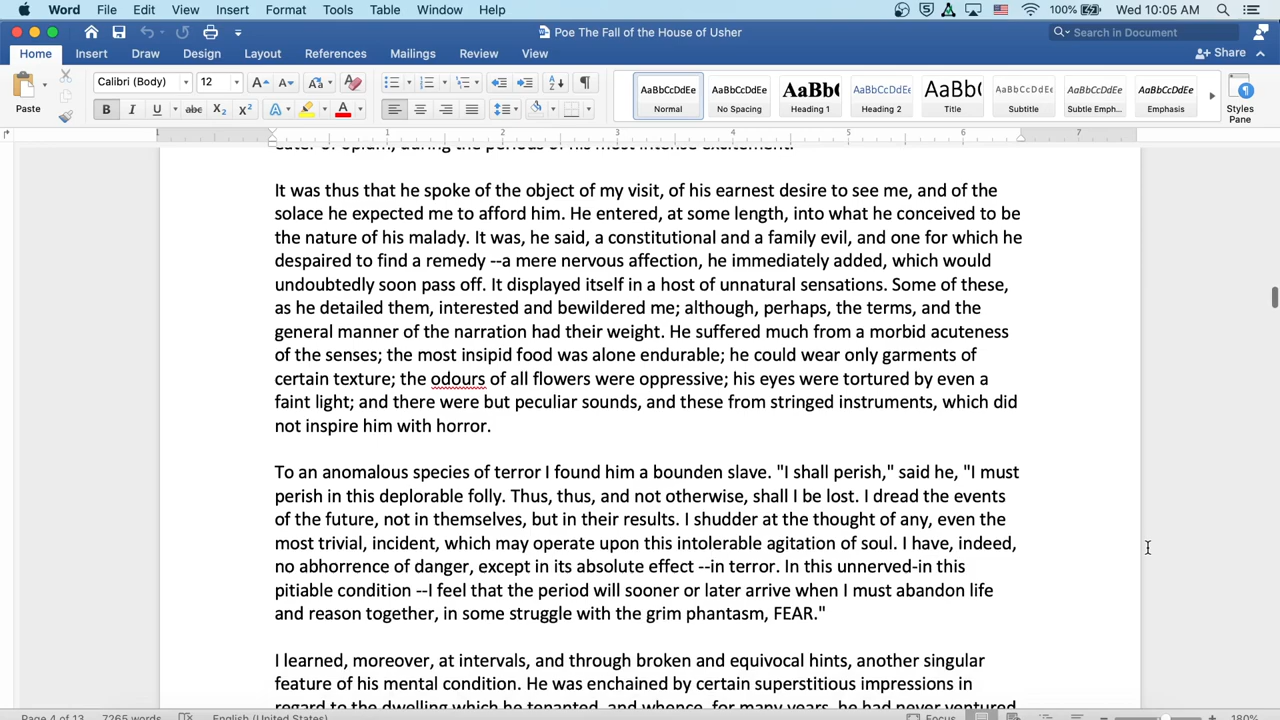 Word File Edit View Insert Format Tools Table Window Help 100% Wed 10:05 AM
Poe The Fall of the House of Usher Search in Document
Home Insert Draw Design Layout References Mailings Review View Share
Paste
Calibri (Body) 12
B I U abc X₂ X²
AaBbCcDdEe AaBbCcDdEe AaBbC AaBbCcDdE AaBb AaBbCcDdEe AaBbCcDdEe AaBbCcDdEe
Normal No Spacing Heading 1 Heading 2 Title Subtitle Subtle Emph... Emphasis
Styles
Pane
1 1 2 3 4 5 6 7
eater of opium, during the periods of his most intense excitement.
It was thus that he spoke of the object of my visit, of his earnest desire to see me, and of the
solace he expected me to afford him. He entered, at some length, into what he conceived to be
the nature of his malady. It was, he said, a constitutional and a family evil, and one for which he
despaired to find a remedy --a mere nervous affection, he immediately added, which would
undoubtedly soon pass off. It displayed itself in a host of unnatural sensations. Some of these,
as he detailed them, interested and bewildered me; although, perhaps, the terms, and the
general manner of the narration had their weight. He suffered much from a morbid acuteness
of the senses; the most insipid food was alone endurable; he could wear only garments of
certain texture; the odours of all flowers were oppressive; his eyes were tortured by even a
faint light; and there were but peculiar sounds, and these from stringed instruments, which did
not inspire him with horror.
To an anomalous species of terror I found him a bounden slave. "I shall perish," said he, "I must
perish in this deplorable folly. Thus, thus, and not otherwise, shall I be lost. I dread the events
of the future, not in themselves, but in their results. I shudder at the thought of any, even the
most trivial, incident, which may operate upon this intolerable agitation of soul. I have, indeed,
no abhorrence of danger, except in its absolute effect --in terror. In this unnerved-in this
pitiable condition --I feel that the period will sooner or later arrive when I must abandon life
and reason together, in some struggle with the grim phantasm, FEAR."
I learned, moreover, at intervals, and through broken and equivocal hints, another singular
feature of his mental condition. He was enchained by certain superstitious impressions in
regard to the dwelling which he tenanted, and whence, for many years, he had never ventured
Page 4 of 13 7265 words English (United States) Focus 180%